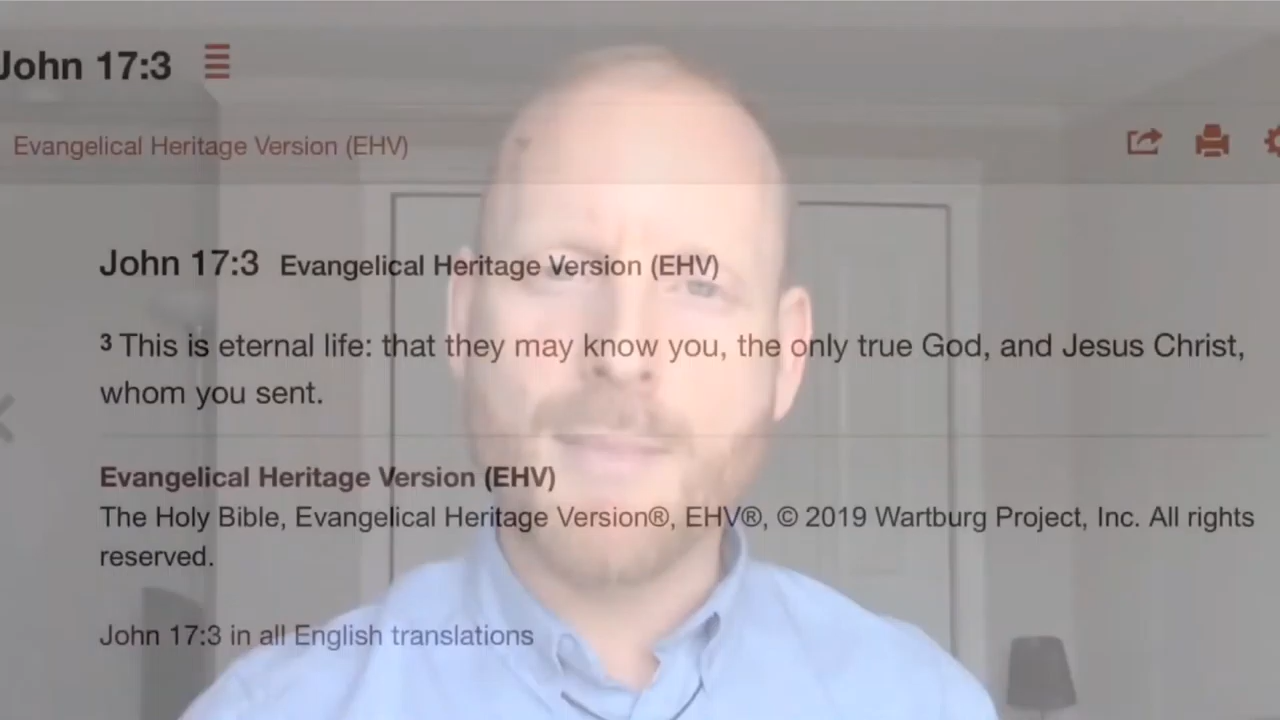 John 17:3
Evangelical Heritage Version (EHV)
John 17:3 Evangelical Heritage Version (EHV)
3 This is eternal life: that they may know you, the only true God, and Jesus Christ,
whom you sent.
Evangelical Heritage Version (EHV)
The Holy Bible, Evangelical Heritage Version®, EHV®, © 2019 Wartburg Project, Inc. All rights
reserved.
John 17:3 in all English translations